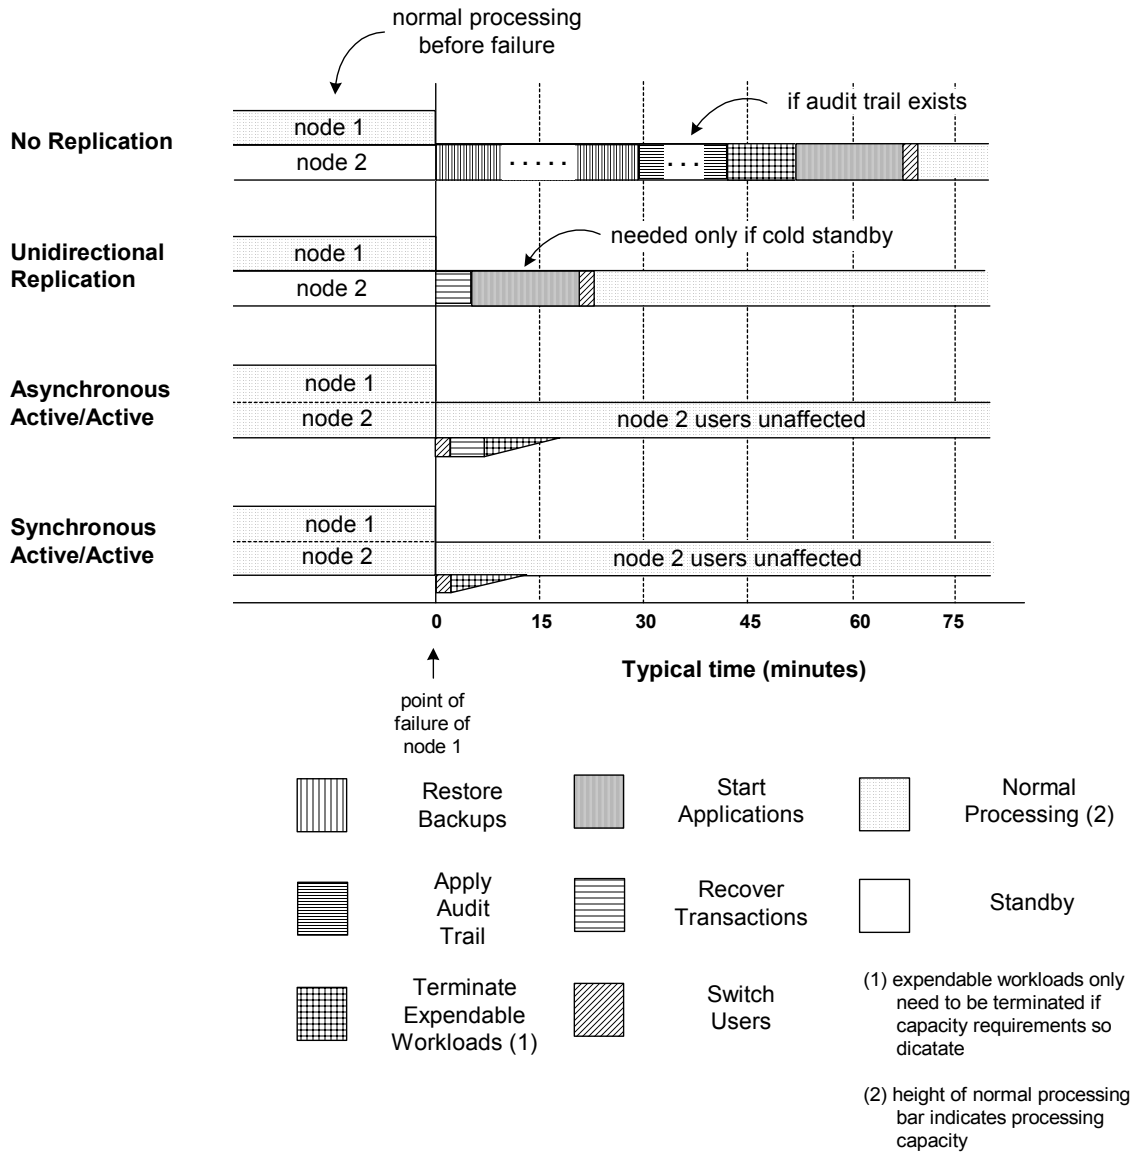 normal processing
before failure
if audit trail exists
No Replication
node 1
node 2
. . . . .
. . .
needed only if cold standby
Unidirectional
Replication
node 1
node 2
Asynchronous
Active/Active
node 1
node 2
node 2 users unaffected
Synchronous
Active/Active
node 1
node 2
node 2 users unaffected
0 15 30 45 60 75
Typical time (minutes)
point of
failure of
node 1
Restore
Backups
Start
Applications
Normal
Processing (2)
Apply
Audit
Trail
Recover
Transactions
Standby
Terminate
Expendable
Workloads (1)
Switch
Users
(1) expendable workloads only
need to be terminated if
capacity requirements so
dicatate
(2) height of normal processing
bar indicates processing
capacity